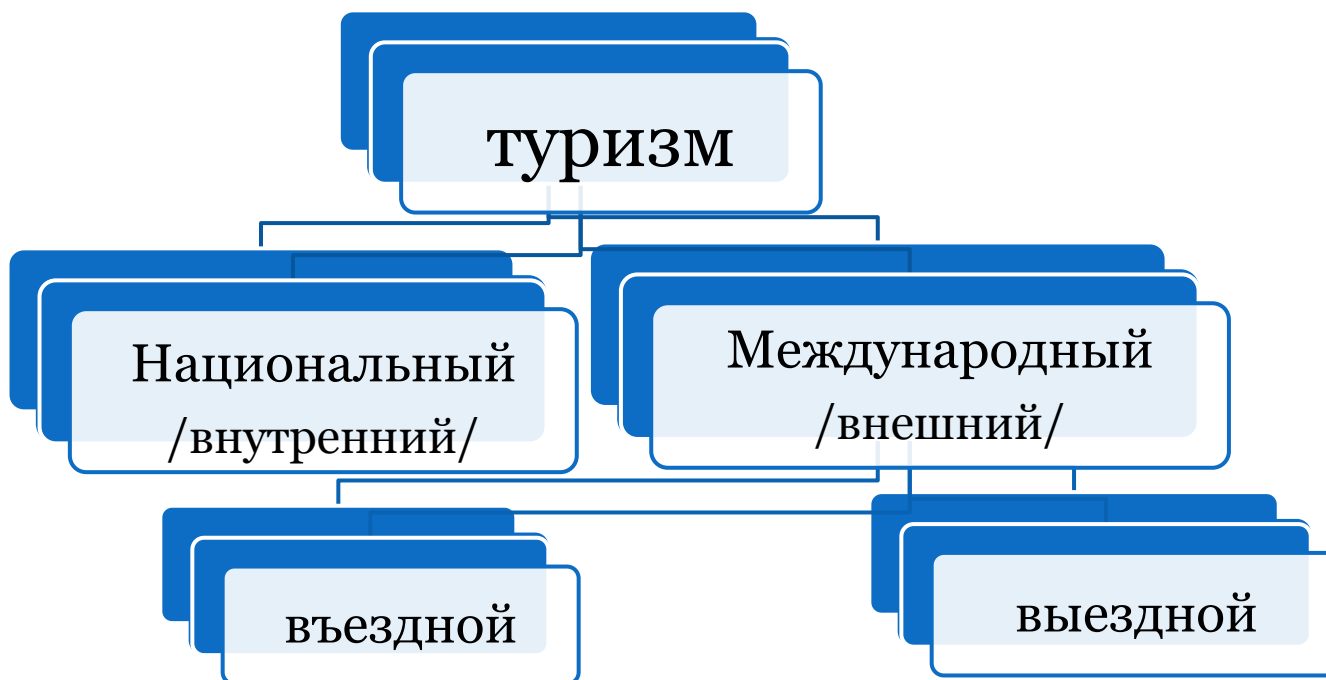 туризм
Национальный
/внутренний/
Международный
/внешний/
въездной
выездной